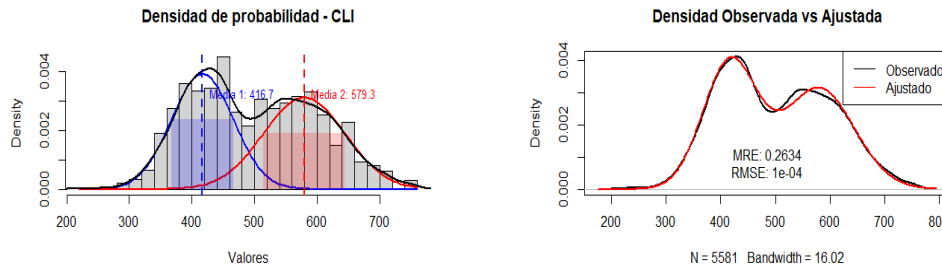 Densidad de probabilidad - CLI
Density
0.000 0.002 0.004
Media 1: 416.7
Media 2: 579.3
200 300 400 500 600 700
Valores
Densidad Observada vs Ajustada
Density
0.000 0.002 0.004
Observado
Ajustado
MRE: 0.2634
RMSE: 1e-04
200 300 400 500 600 700
N = 5581 Bandwidth = 16.02